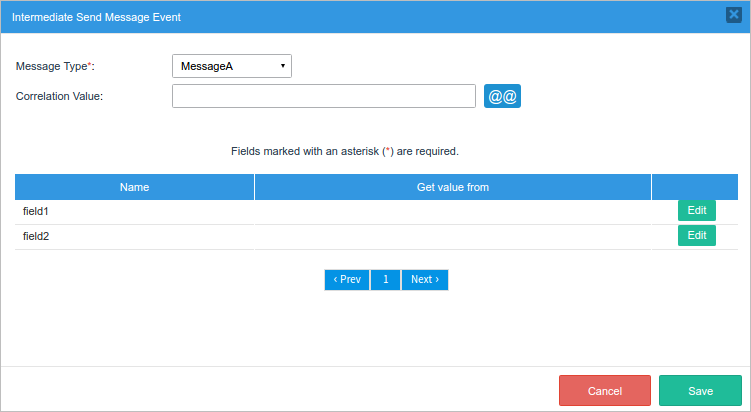 Intermediate Send Message Event
Message Type*: MessageA
Correlation Value: @@
Fields marked with an asterisk (*) are required.
Name Get value from
field1 Edit
field2 Edit
‹ Prev 1 Next ›
Cancel Save